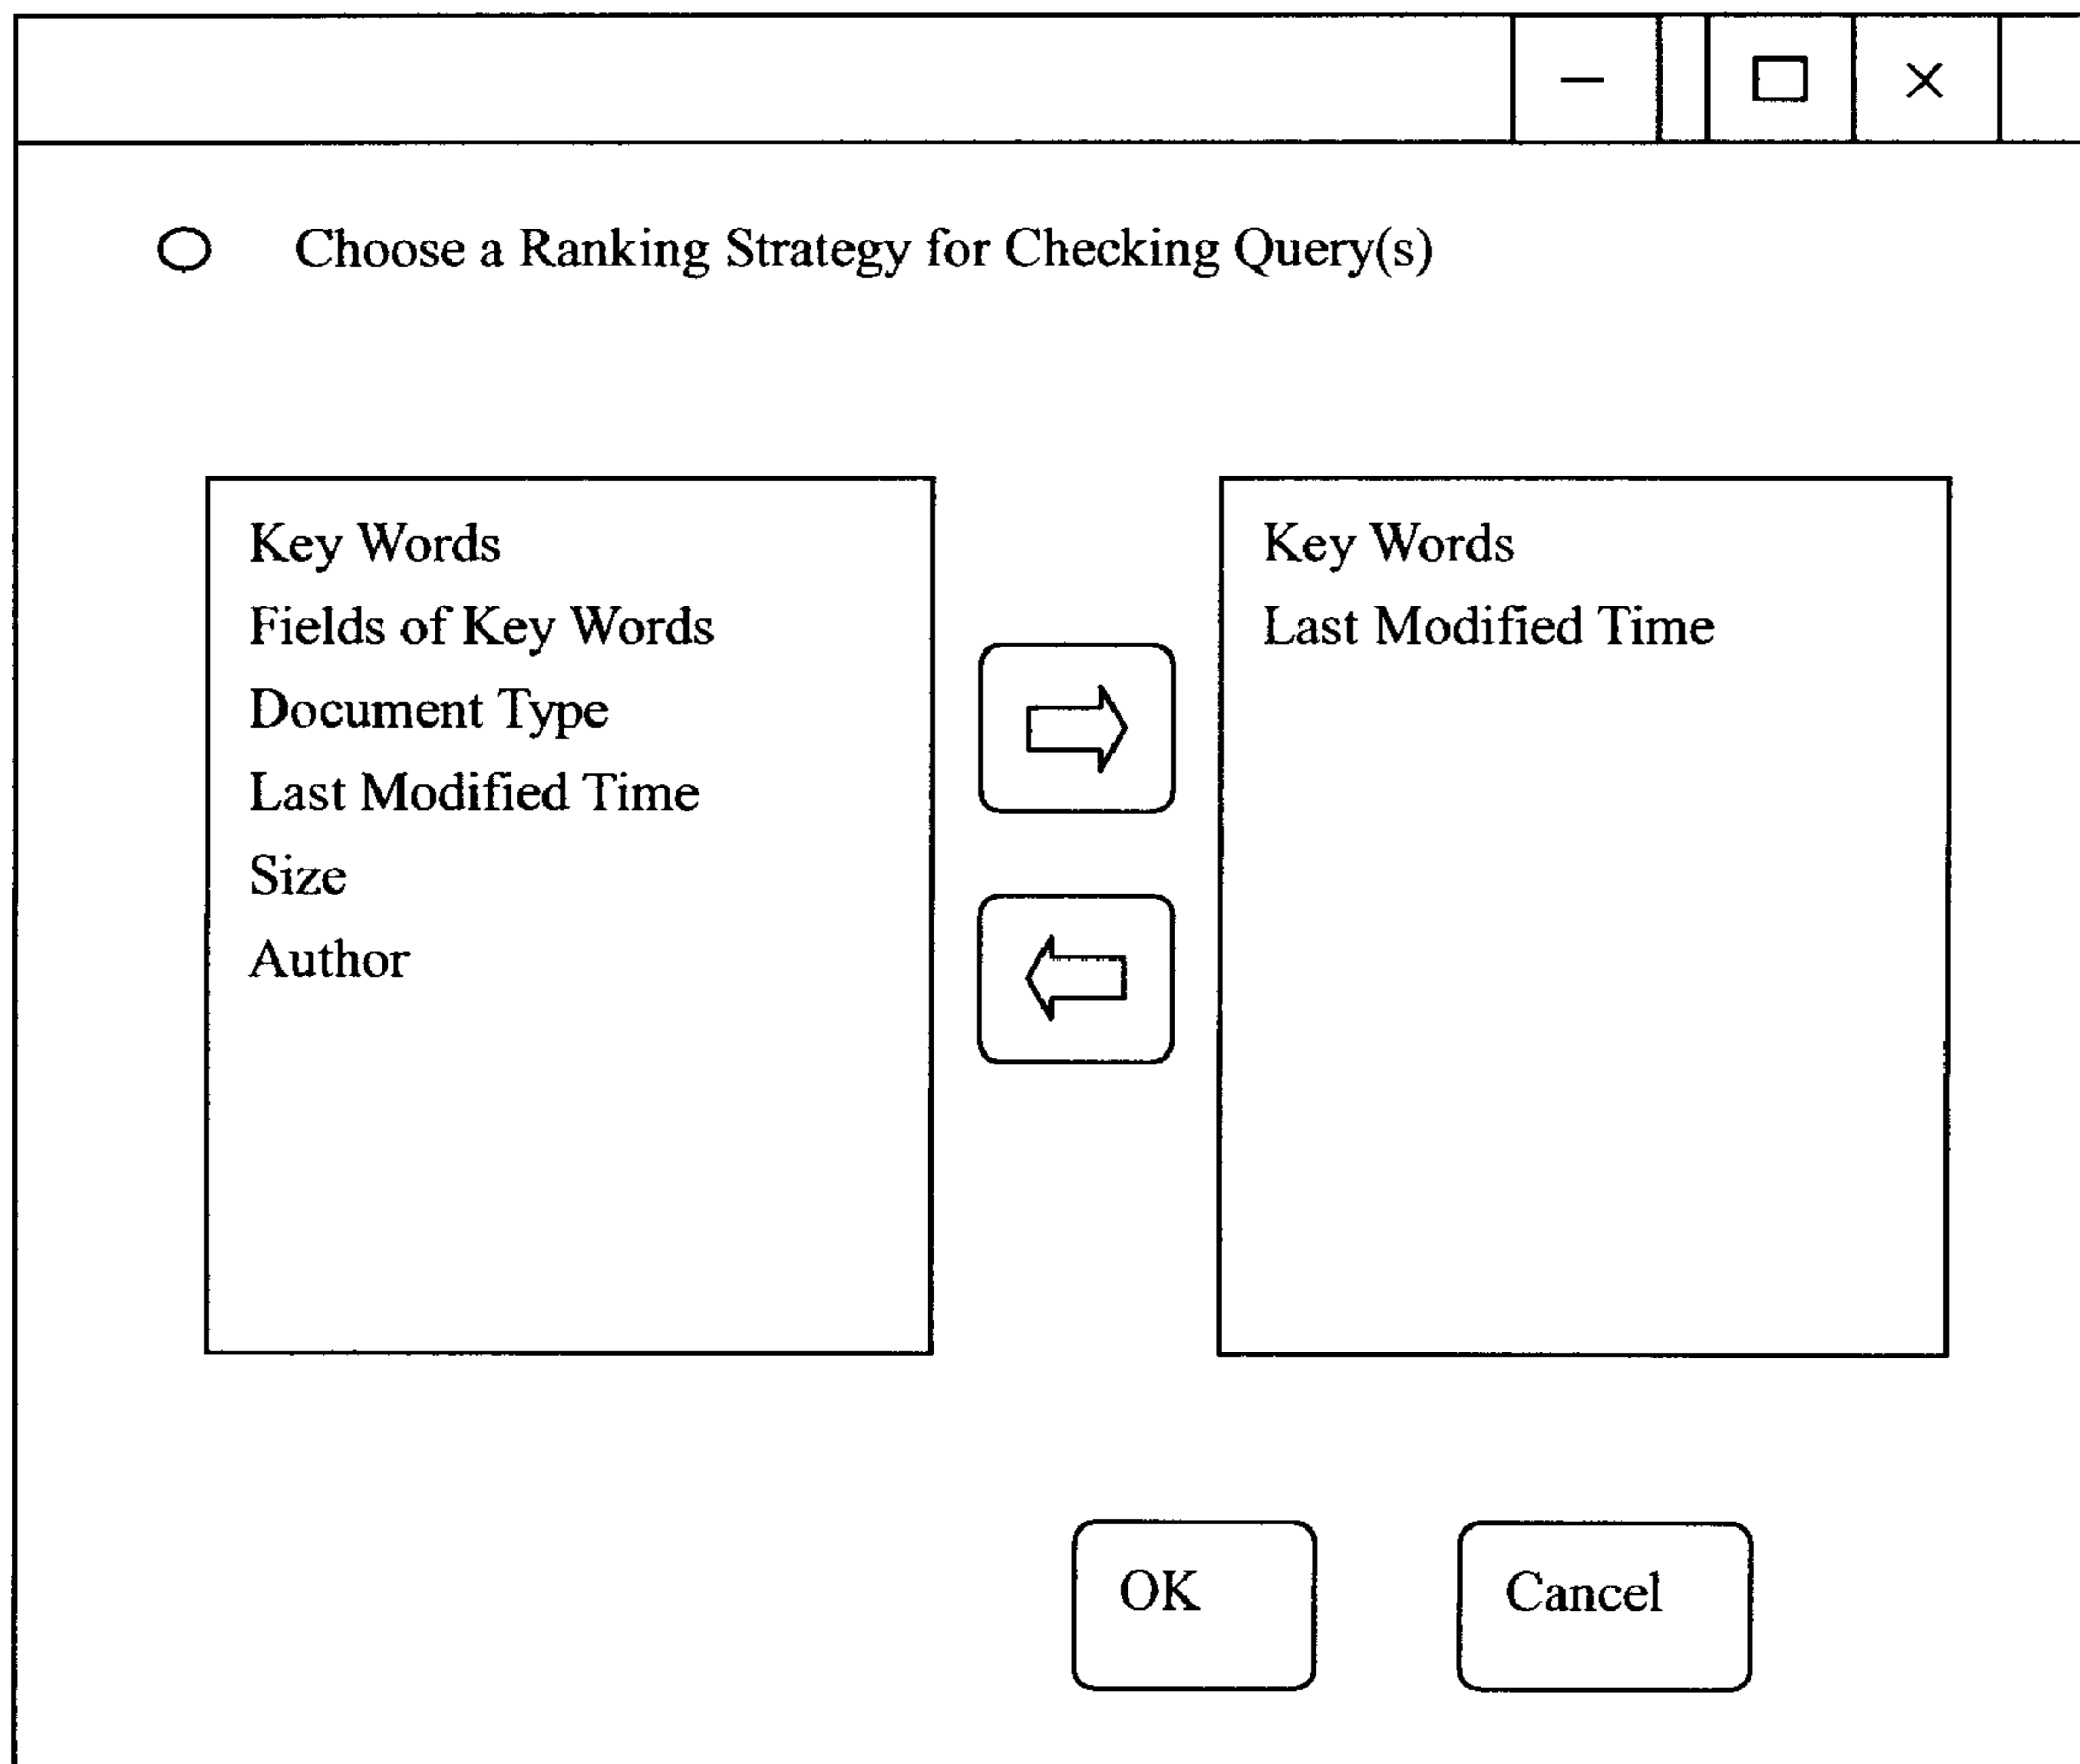 Choose a Ranking Strategy for Checking Query(s)
Key Words
Fields of Key Words
Document Type
Last Modified Time
Size
Author
Key Words
Last Modified Time
OK
Cancel